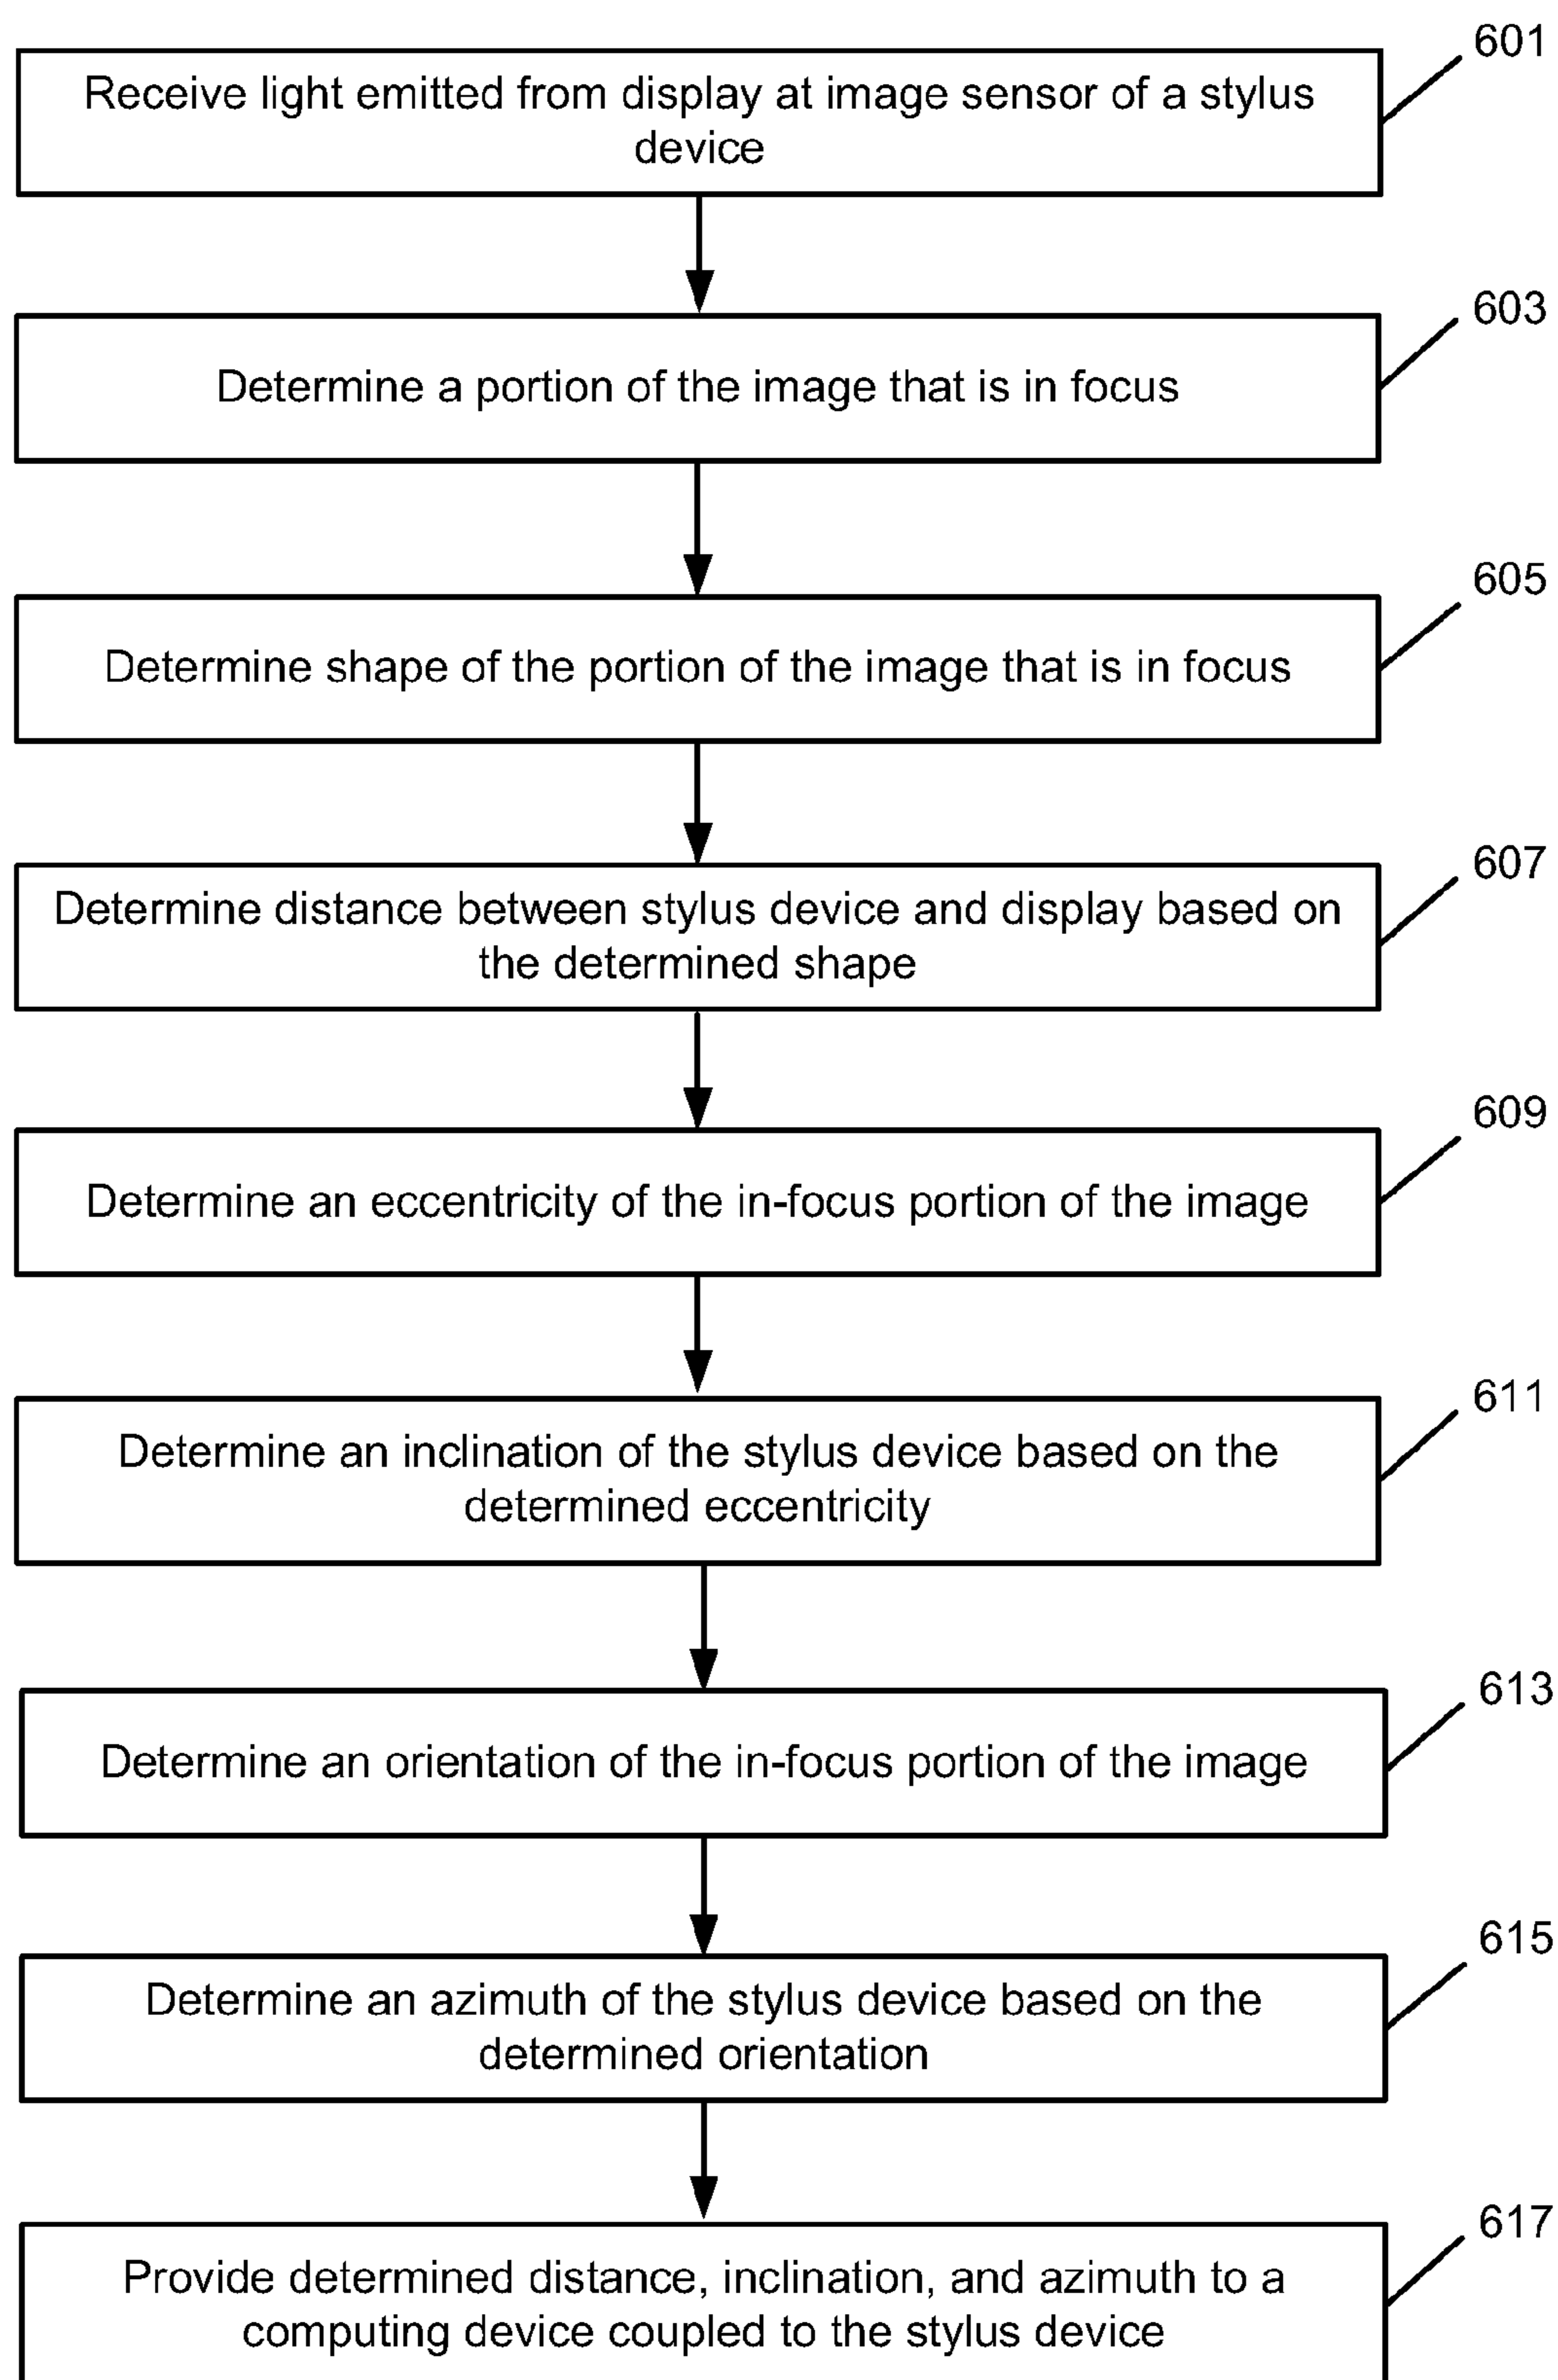 601
Receive light emitted from display at image sensor of a stylus
device
603
Determine a portion of the image that is in focus
605
Determine shape of the portion of the image that is in focus
607
Determine distance between stylus device and display based on
the determined shape
609
Determine an eccentricity of the in-focus portion of the image
611
Determine an inclination of the stylus device based on the
determined eccentricity
613
Determine an orientation of the in-focus portion of the image
615
Determine an azimuth of the stylus device based on the
determined orientation
617
Provide determined distance, inclination, and azimuth to a
computing device coupled to the stylus device